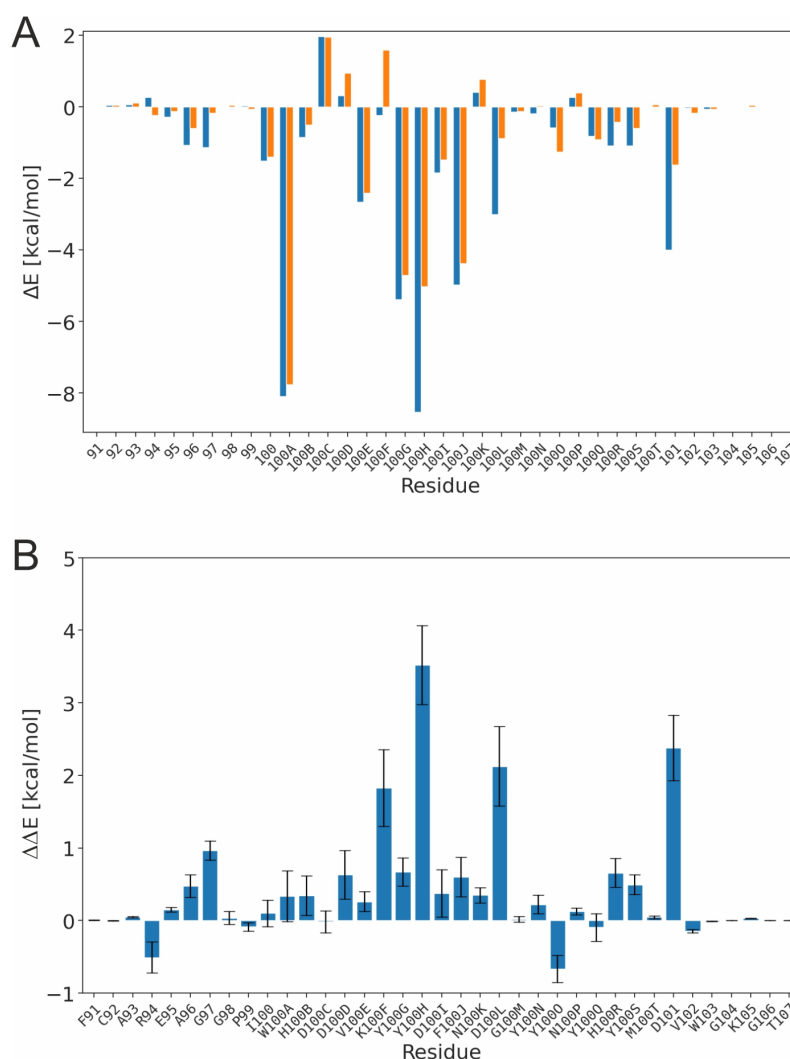 A
2
0
−2
−4
−6
−8
ΔE [kcal/mol]
91 92 93 94 95 96 97 98 99 100 100A 100B 100C 100D 100E 100F 100G 100H 100I 100J 100K 100L 100M 100N 100O 100P 100Q 100R 100S 100T 101 102 103 104 105 106 107
Residue
B
5
4
3
2
1
0
−1
ΔΔE [kcal/mol]
F91 C92 A93 R94 E95 A96 G97 G98 P99 I100 W100A H100B D100C D100D V100E K100F Y100G Y100H D100I F100J N100K D100L G100M Y100N Y100O N100P Y100Q H100R Y100S M100T D101 V102 W103 G104 K105 G106 T107
Residue